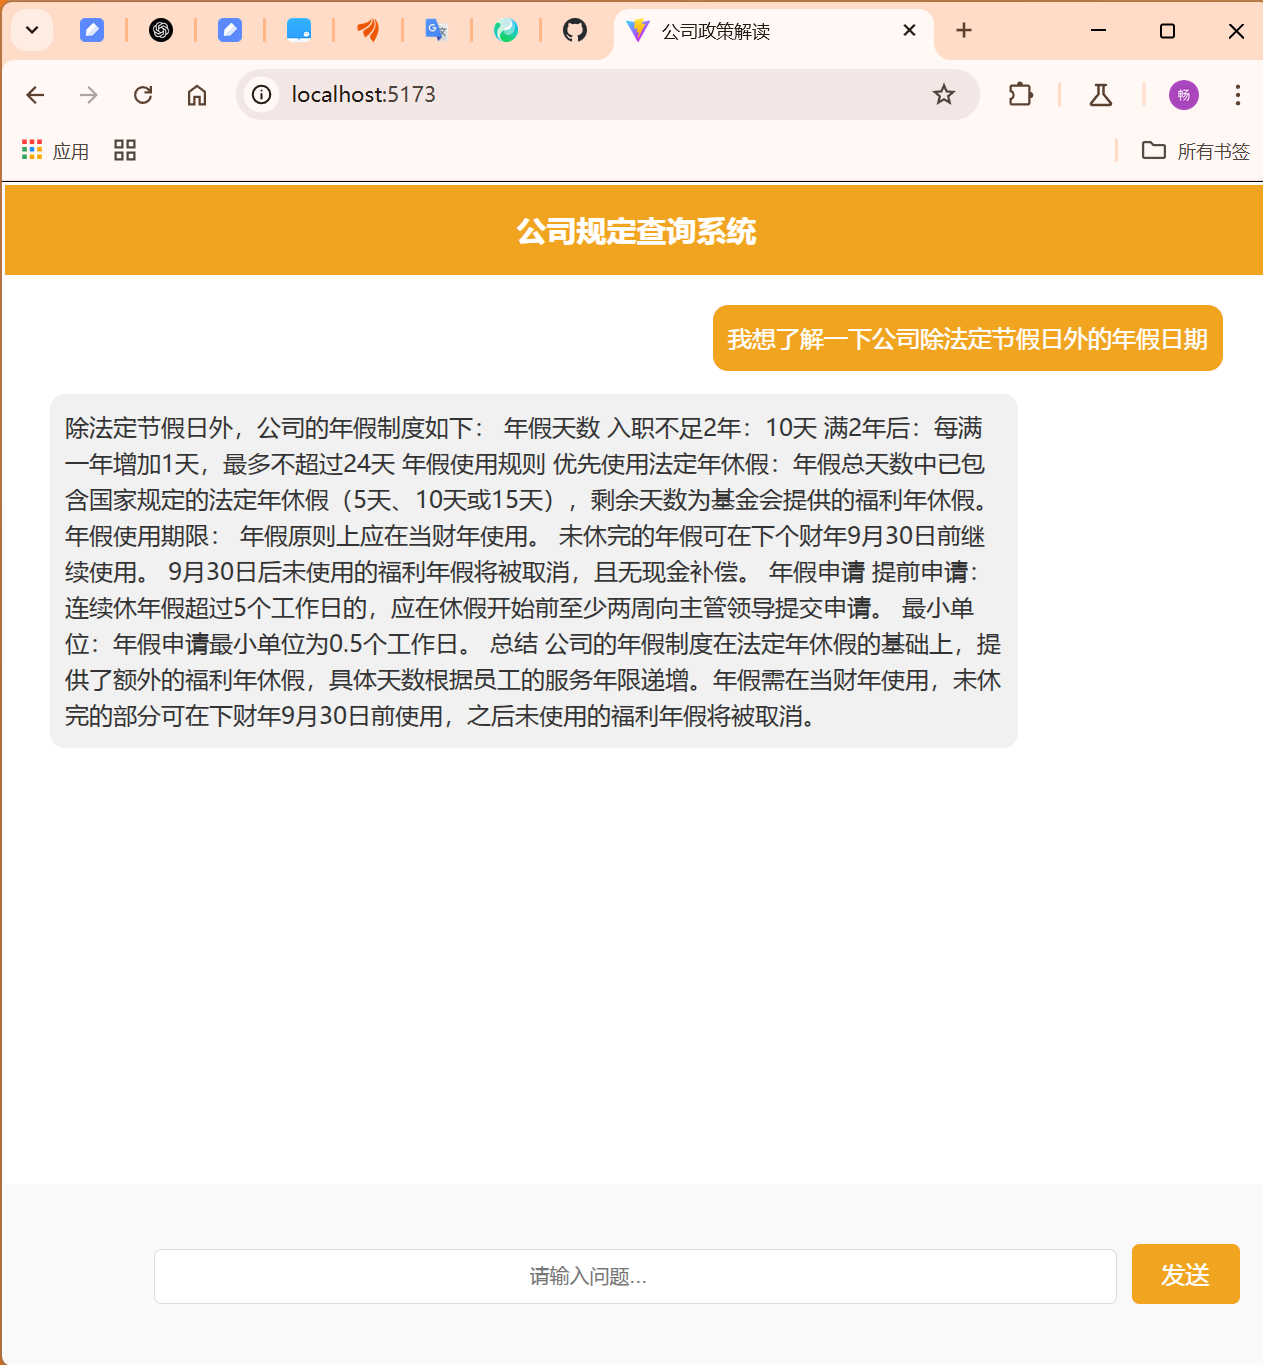 公司政策解读
localhost:5173
畅
应用
所有书签
公司规定查询系统
我想了解一下公司除法定节假日外的年假日期
除法定节假日外，公司的年假制度如下： 年假天数 入职不足2年：10天 满2年后：每满
一年增加1天，最多不超过24天 年假使用规则 优先使用法定年休假：年假总天数中已包
含国家规定的法定年休假（5天、10天或15天），剩余天数为基金会提供的福利年休假。
年假使用期限： 年假原则上应在当财年使用。 未休完的年假可在下个财年9月30日前继
续使用。 9月30日后未使用的福利年假将被取消，且无现金补偿。 年假申请 提前申请：
连续休年假超过5个工作日的，应在休假开始前至少两周向主管领导提交申请。 最小单
位：年假申请最小单位为0.5个工作日。 总结 公司的年假制度在法定年休假的基础上，提
供了额外的福利年休假，具体天数根据员工的服务年限递增。年假需在当财年使用，未休
完的部分可在下财年9月30日前使用，之后未使用的福利年假将被取消。
请输入问题...
发送